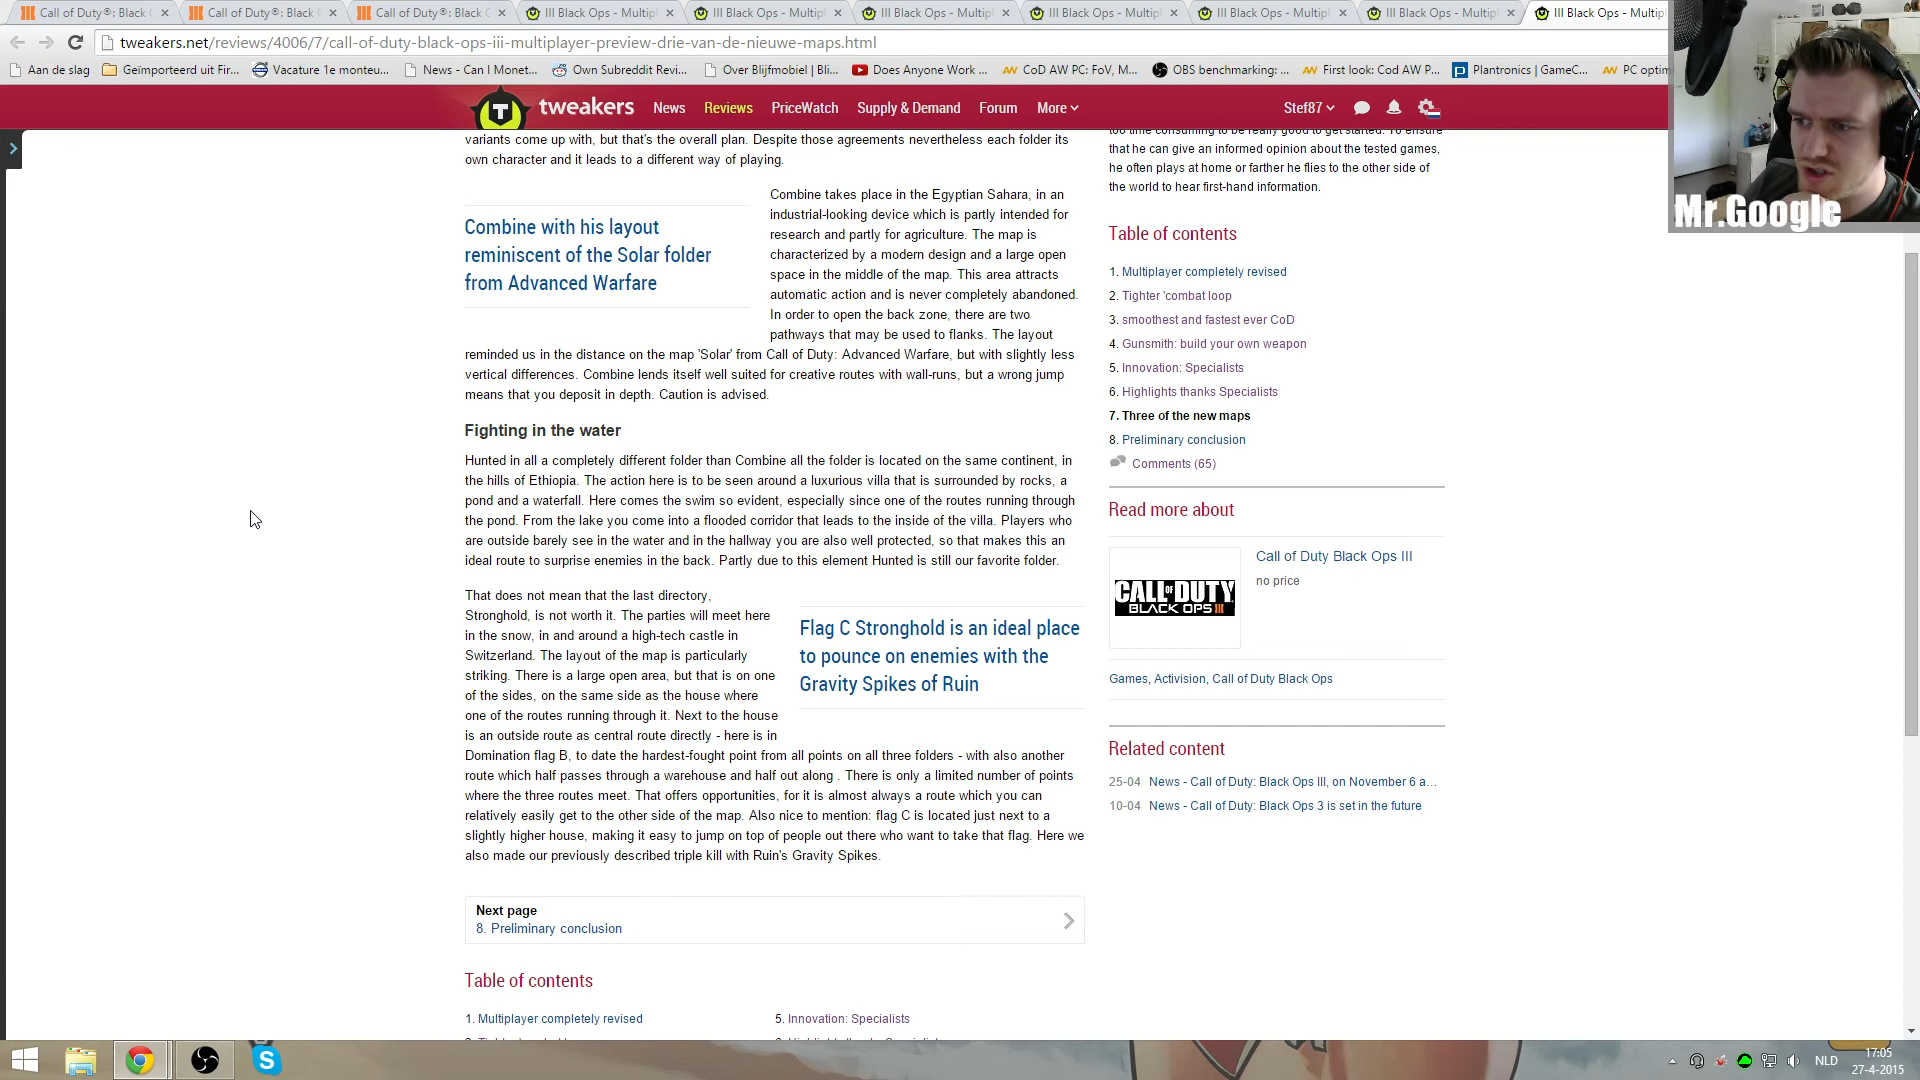 Call of Duty®: Black
Call of Duty®: Black
Call of Duty®: Black
III Black Ops - Multipl
III Black Ops - Multipl
III Black Ops - Multipl
III Black Ops - Multipl
III Black Ops - Multipl
III Black Ops - Multipl
III Black Ops - Multipl
tweakers.net/reviews/4006/7/call-of-duty-black-ops-iii-multiplayer-preview-drie-van-de-nieuwe-maps.html
Aan de slag
Geïmporteerd uit Fir...
Vacature 1e monteu...
News - Can I Monet...
Own Subreddit Revi...
Over Blijfmobiel | Bli...
Does Anyone Work ...
CoD AW PC: FoV, M...
OBS benchmarking: ...
First look: Cod AW P...
Plantronics | GameC...
PC optim
tweakers
News
Reviews
PriceWatch
Supply & Demand
Forum
More
Stef87
Mr.Google
variants come up with, but that's the overall plan. Despite those agreements nevertheless each folder its
own character and it leads to a different way of playing.
Combine with his layout
reminiscent of the Solar folder
from Advanced Warfare
Combine takes place in the Egyptian Sahara, in an
industrial-looking device which is partly intended for
research and partly for agriculture. The map is
characterized by a modern design and a large open
space in the middle of the map. This area attracts
automatic action and is never completely abandoned.
In order to open the back zone, there are two
pathways that may be used to flanks. The layout
reminded us in the distance on the map 'Solar' from Call of Duty: Advanced Warfare, but with slightly less
vertical differences. Combine lends itself well suited for creative routes with wall-runs, but a wrong jump
means that you deposit in depth. Caution is advised.
Fighting in the water
Hunted in all a completely different folder than Combine all the folder is located on the same continent, in
the hills of Ethiopia. The action here is to be seen around a luxurious villa that is surrounded by rocks, a
pond and a waterfall. Here comes the swim so evident, especially since one of the routes running through
the pond. From the lake you come into a flooded corridor that leads to the inside of the villa. Players who
are outside barely see in the water and in the hallway you are also well protected, so that makes this an
ideal route to surprise enemies in the back. Partly due to this element Hunted is still our favorite folder.
That does not mean that the last directory,
Stronghold, is not worth it. The parties will meet here
in the snow, in and around a high-tech castle in
Switzerland. The layout of the map is particularly
striking. There is a large open area, but that is on one
of the sides, on the same side as the house where
one of the routes running through it. Next to the house
is an outside route as central route directly - here is in
Domination flag B, to date the hardest-fought point from all points on all three folders - with also another
route which half passes through a warehouse and half out along . There is only a limited number of points
where the three routes meet. That offers opportunities, for it is almost always a route which you can
relatively easily get to the other side of the map. Also nice to mention: flag C is located just next to a
slightly higher house, making it easy to jump on top of people out there who want to take that flag. Here we
also made our previously described triple kill with Ruin's Gravity Spikes.
Flag C Stronghold is an ideal place
to pounce on enemies with the
Gravity Spikes of Ruin
Next page
8. Preliminary conclusion
Table of contents
1. Multiplayer completely revised
5. Innovation: Specialists
too time consuming to be really good to get started. To ensure
that he can give an informed opinion about the tested games,
he often plays at home or farther he flies to the other side of
the world to hear first-hand information.
Table of contents
1. Multiplayer completely revised
2. Tighter 'combat loop
3. smoothest and fastest ever CoD
4. Gunsmith: build your own weapon
5. Innovation: Specialists
6. Highlights thanks Specialists
7. Three of the new maps
8. Preliminary conclusion
Comments (65)
Read more about
CALL OF DUTY
BLACK OPS III
Call of Duty Black Ops III
no price
Games, Activision, Call of Duty Black Ops
Related content
25-04 News - Call of Duty: Black Ops III, on November 6 a...
10-04 News - Call of Duty: Black Ops 3 is set in the future
NLD
17:05
27-4-2015